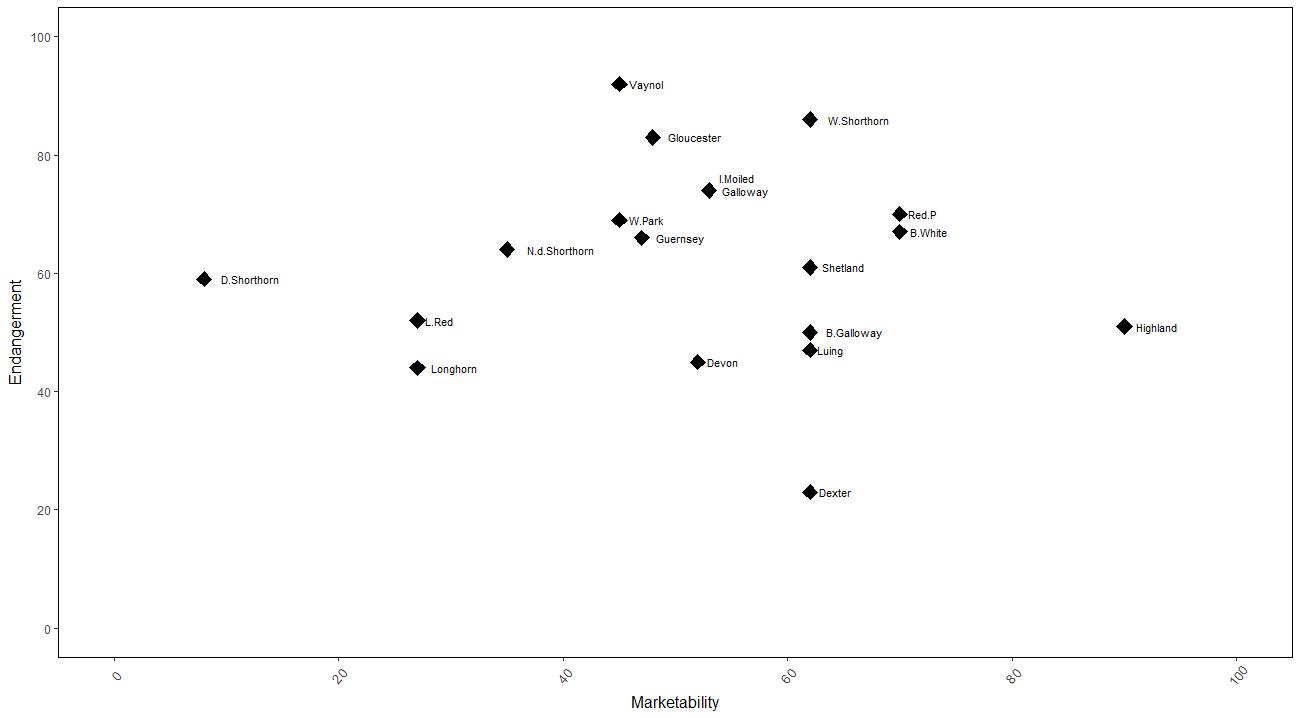 100
80
60
40
20
0
Endangerment
Vaynol
W.Shorthorn
Gloucester
I.Moiled
Galloway
W.Park
Red.P
B.White
Guernsey
N.d.Shorthorn
Shetland
D.Shorthorn
L.Red
Highland
B.Galloway
Luing
Devon
Longhorn
Dexter
0
20
40
60
80
100
Marketability